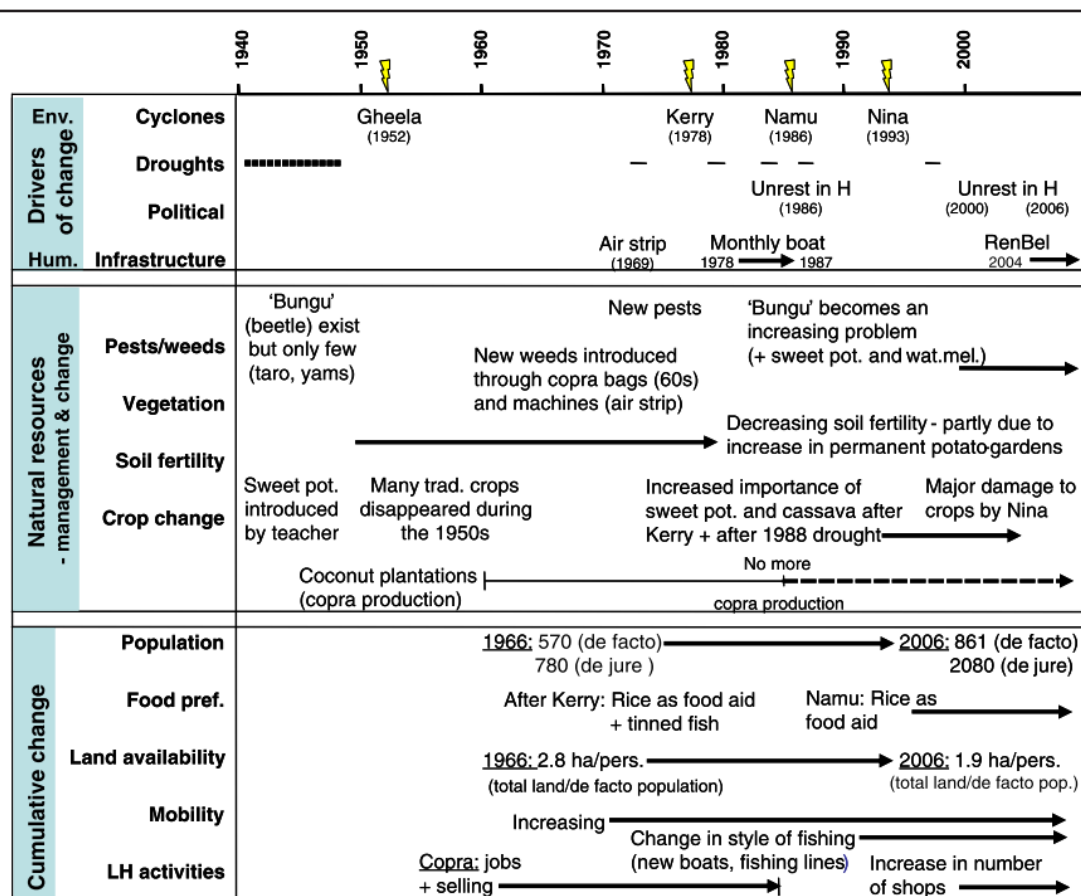 1940 1950 1960 1970 1980 1990 2000
Drivers
of change
Env. Cyclones
Gheela
(1952)
Kerry
(1978)
Namu
(1986)
Nina
(1993)
Droughts
Political
Unrest in H
(1986)
Unrest in H
(2000) (2006)
Hum. Infrastructure
Air strip
(1969)
Monthly boat
1978 1987
RenBel
2004
Natural resources
- management & change
Pests/weeds
'Bungu'
(beetle) exist
but only few
(taro, yams)
New pests
'Bungu' becomes an
increasing problem
(+ sweet pot. and wat.mel.)
Vegetation
New weeds introduced
through copra bags (60s)
and machines (air strip)
Soil fertility
Decreasing soil fertility - partly due to
increase in permanent potato-gardens
Crop change
Sweet pot.
introduced
by teacher
Many trad. crops
disappeared during
the 1950s
Increased importance of
sweet pot. and cassava after
Kerry + after 1988 drought
Major damage to
crops by Nina
Coconut plantations
(copra production)
No more
copra production
Cumulative change
Population
1966: 570 (de facto)
780 (de jure )
2006: 861 (de facto)
2080 (de jure)
Food pref.
After Kerry: Rice as food aid
+ tinned fish
Namu: Rice as
food aid
Land availability
1966: 2.8 ha/pers.
(total land/de facto population)
2006: 1.9 ha/pers.
(total land/de facto pop.)
Mobility
Increasing
Change in style of fishing
(new boats, fishing lines)
LH activities
Copra: jobs
+ selling
Increase in number
of shops